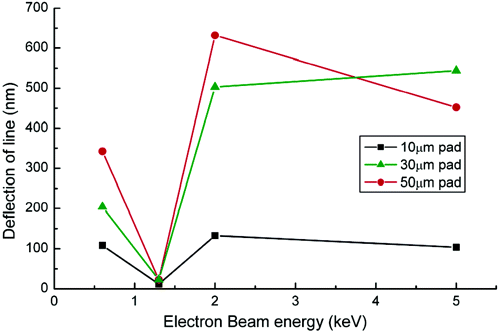 700
600
500
400
300
200
100
0
Deflection of line (nm)
10μm pad
30μm pad
50μm pad
0 1 2 3 4 5
Electron Beam energy (keV)